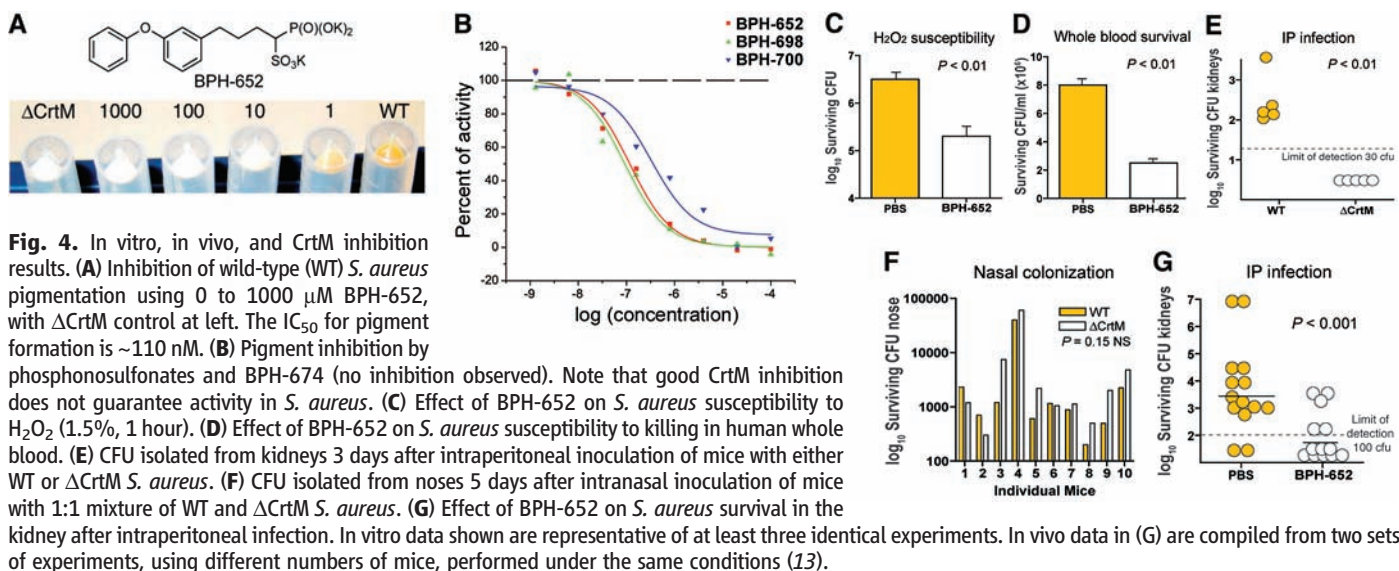 A
P(O)(OK)2
SO3K
O
BPH-652
ΔCrtM 1000 100 10 1 WT
B
BPH-652
BPH-698
BPH-700
Percent of activity
120
100
80
60
40
20
0
-20
-9 -8 -7 -6 -5 -4
log (concentration)
C
H2O2 susceptibility
P < 0.01
log10 Surviving CFU
7
6
5
4
PBS BPH-652
D
Whole blood survival
P < 0.01
Surviving CFU/ml (x10⁶)
10
8
6
4
2
0
PBS BPH-652
E
IP infection
P < 0.01
log10 Surviving CFU kidneys
4
3
2
1
Limit of detection 30 cfu
WT ΔCrtM
F
Nasal colonization
WT
ΔCrtM
P = 0.15 NS
log10 Surviving CFU nose
100000
10000
1000
100
1 2 3 4 5 6 7 8 9 10
Individual Mice
G
IP infection
P < 0.001
log10 Surviving CFU kidneys
7
6
5
4
3
2
Limit of
detection
100 cfu
PBS BPH-652
Fig. 4. In vitro, in vivo, and CrtM inhibition
results. (A) Inhibition of wild-type (WT) S. aureus
pigmentation using 0 to 1000 μM BPH-652,
with ΔCrtM control at left. The IC50 for pigment
formation is ~110 nM. (B) Pigment inhibition by
phosphonosulfonates and BPH-674 (no inhibition observed). Note that good CrtM inhibition
does not guarantee activity in S. aureus. (C) Effect of BPH-652 on S. aureus susceptibility to
H2O2 (1.5%, 1 hour). (D) Effect of BPH-652 on S. aureus susceptibility to killing in human whole
blood. (E) CFU isolated from kidneys 3 days after intraperitoneal inoculation of mice with either
WT or ΔCrtM S. aureus. (F) CFU isolated from noses 5 days after intranasal inoculation of mice
with 1:1 mixture of WT and ΔCrtM S. aureus. (G) Effect of BPH-652 on S. aureus survival in the
kidney after intraperitoneal infection. In vitro data shown are representative of at least three identical experiments. In vivo data in (G) are compiled from two sets
of experiments, using different numbers of mice, performed under the same conditions (13).